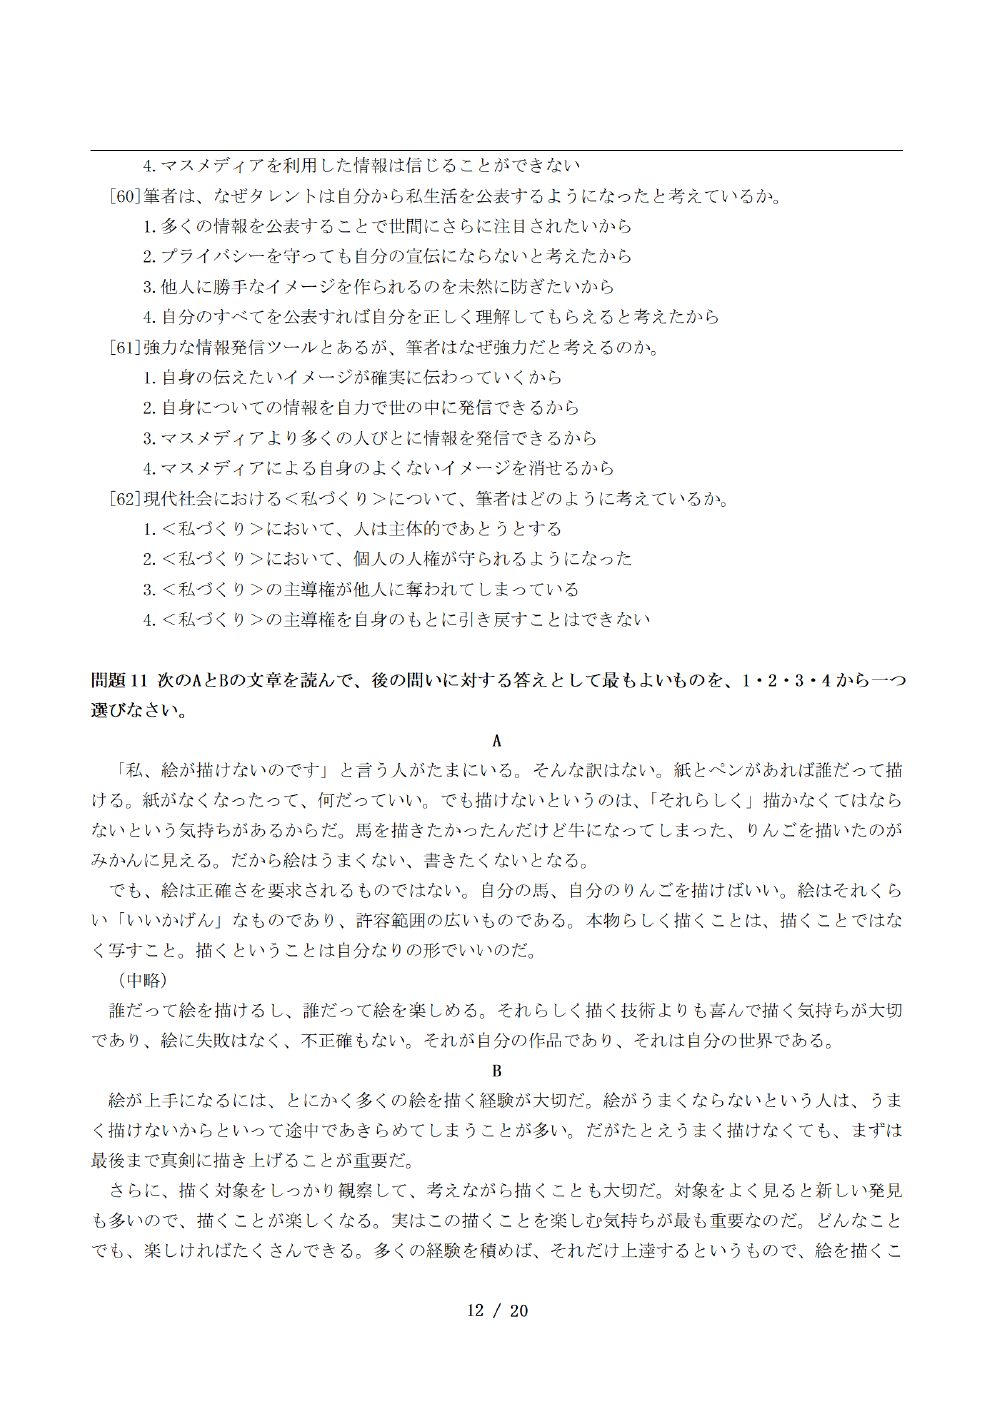 4.マスメディアを利用した情報は信じることができない
[60]筆者は、なぜタレントは自分から私生活を公表するようになったと考えているか。
1.多くの情報を公表することで世間にさらに注目されたいから
2.プライバシーを守っても自分の宣伝にならないと考えたから
3.他人に勝手なイメージを作られるのを未然に防ぎたいから
4.自分のすべてを公表すれば自分を正しく理解してもらえると考えたから
[61]強力な情報発信ツールとあるが、筆者はなぜ強力だと考えるのか。
1.自身の伝えたいイメージが確実に伝わっていくから
2.自身についての情報を自力で世の中に発信できるから
3.マスメディアより多くの人びとに情報を発信できるから
4.マスメディアによる自身のよくないイメージを消せるから
[62]現代社会における＜私づくり＞について、筆者はどのように考えているか。
1.＜私づくり＞において、人は主体的であとうとする
2.＜私づくり＞において、個人の人権が守られるようになった
3.＜私づくり＞の主導権が他人に奪われてしまっている
4.＜私づくり＞の主導権を自身のもとに引き戻すことはできない
問題11 次のAとBの文章を読んで、後の問いに対する答えとして最もよいものを、1・2・3・4から一つ
選びなさい。
A
「私、絵が描けないのです」と言う人がたまにいる。そんな訳はない。紙とペンがあれば誰だって描
ける。紙がなくなったって、何だっていい。でも描けないというのは、「それらしく」描かなくてはなら
ないという気持ちがあるからだ。馬を描きたかったんだけど牛になってしまった、りんごを描いたのが
みかんに見える。だから絵はうまくない、書きたくないとなる。
でも、絵は正確さを要求されるものではない。自分の馬、自分のりんごを描けばいい。絵はそれくら
い「いいかげん」なものであり、許容範囲の広いものである。本物らしく描くことは、描くことではな
く写すこと。描くということは自分なりの形でいいのだ。
（中略）
誰だって絵を描けるし、誰だって絵を楽しめる。それらしく描く技術よりも喜んで描く気持ちが大切
であり、絵に失敗はなく、不正確もない。それが自分の作品であり、それは自分の世界である。
B
絵が上手になるには、とにかく多くの絵を描く経験が大切だ。絵がうまくならないという人は、うま
く描けないからといって途中であきらめてしまうことが多い。だがたとえうまく描けなくても、まずは
最後まで真剣に描き上げることが重要だ。
さらに、描く対象をしっかり観察して、考えながら描くことも大切だ。対象をよく見ると新しい発見
も多いので、描くことが楽しくなる。実はこの描くことを楽しむ気持ちが最も重要なのだ。どんなこと
でも、楽しければたくさんできる。多くの経験を積めば、それだけ上達するというもので、絵を描くこ
12 / 20